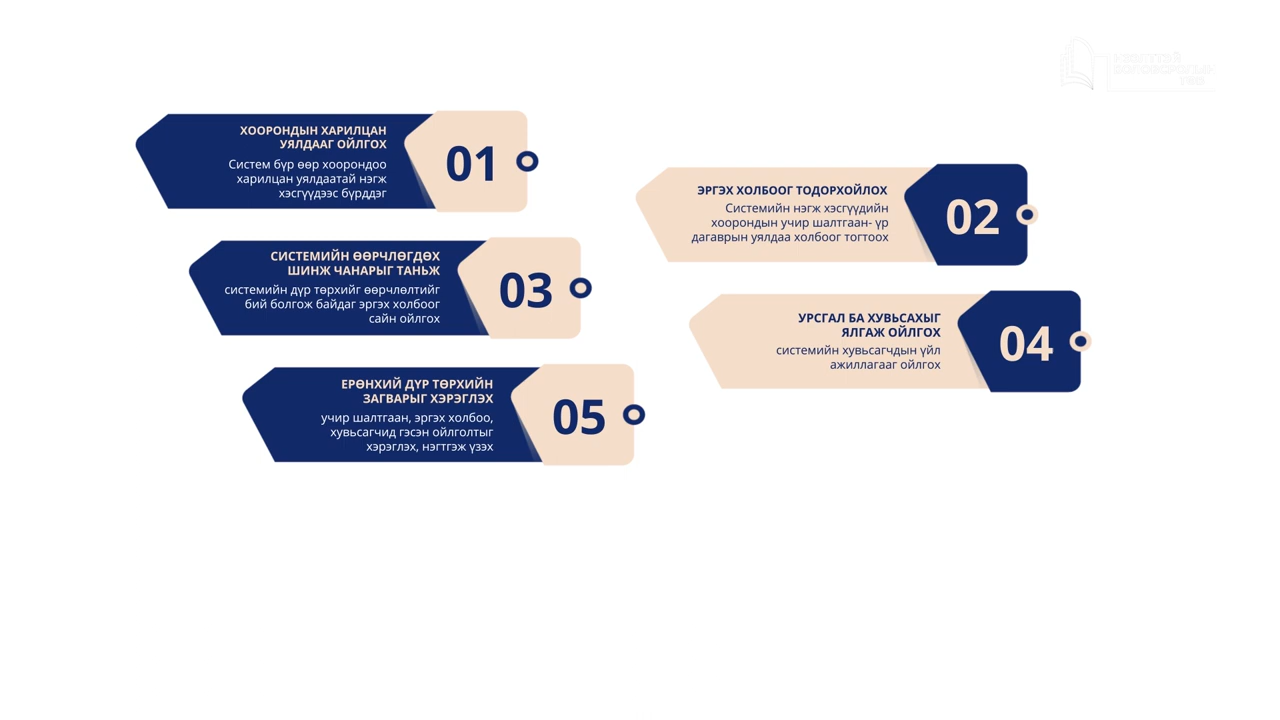 ХООРОНДЫН ХАРИЛЦАН
УЯЛДААГ ОЙЛГОХ
Систем бүр өөр хоорондоо
харилцан уялдаатай нэгж
хэсгүүдээс бүрддэг
01
ЭРГЭХ ХОЛБООГ ТОДОРХОЙЛОХ
Системийн нэгж хэсгүүдийн
хоорондын учир шалтгаан- үр
дагаврын уялдаа холбоог тогтоох
02
СИСТЕМИЙН ӨӨРЧЛӨГДӨХ
ШИНЖ ЧАНАРЫГ ТАНЬЖ
системийн дүр төрхийг өөрчлөлтийг
бий болгож байдаг эргэх холбоог
сайн ойлгох
03
УРСГАЛ БА ХУВЬСАХЫГ
ЯЛГАЖ ОЙЛГОХ
системийн хувьсагчдын үйл
ажиллагааг ойлгох
04
ЕРӨНХИЙ ДҮР ТӨРХИЙН
ЗАГВАРЫГ ХЭРЭГЛЭХ
учир шалтгаан, эргэх холбоо,
хувьсагчид гэсэн ойлголтыг
хэрэглэх, нэгтгэж үзэх
05